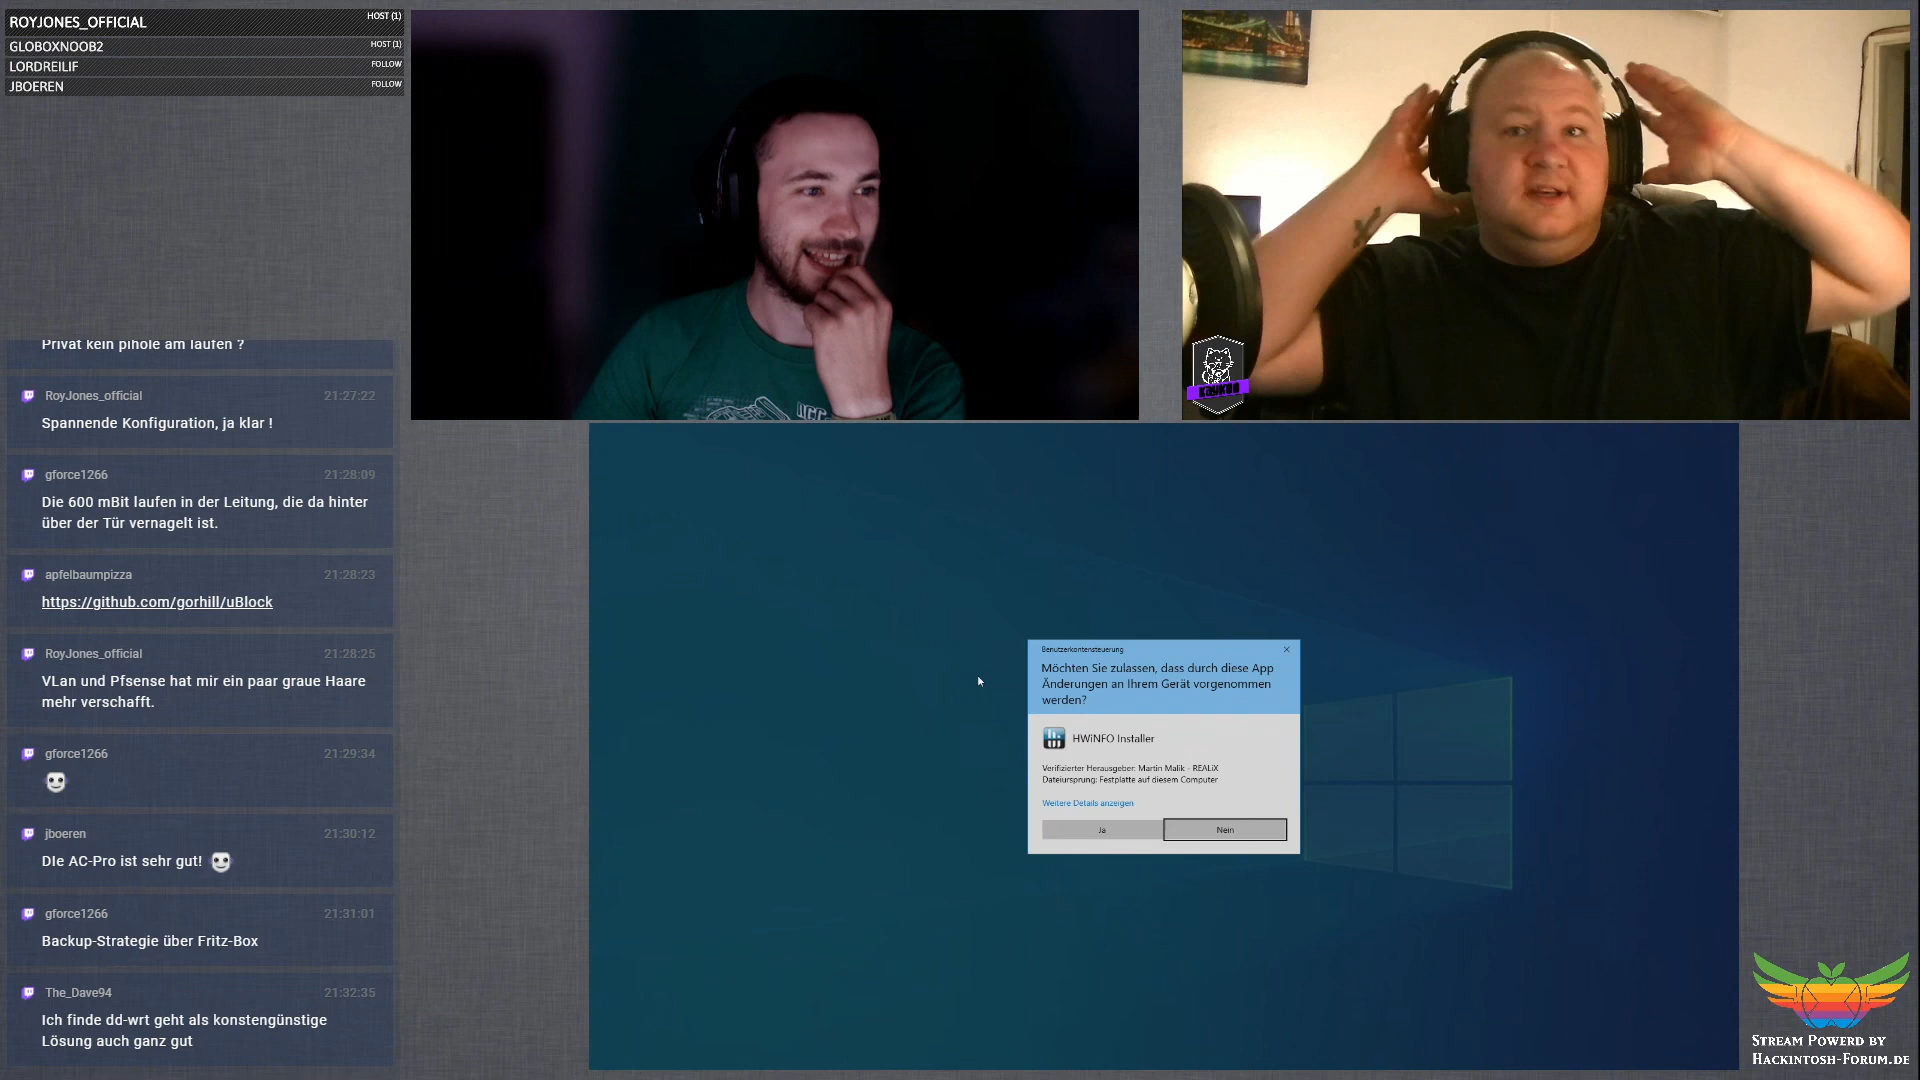 ROYJONES_OFFICIAL HOST (1)
GLOBOXNOOB2 HOST (1)
LORDREILIF FOLLOW
JBOEREN FOLLOW
Privat kein pihole am laufen ?
RoyJones_official 21:27:22
Spannende Konfiguration, ja klar !
gforce1266 21:28:09
Die 600 mBit laufen in der Leitung, die da hinter
über der Tür vernagelt ist.
apfelbaumpizza 21:28:23
https://github.com/gorhill/uBlock
RoyJones_official 21:28:25
VLan und Pfsense hat mir ein paar graue Haare
mehr verschafft.
gforce1266 21:29:34
jboeren 21:30:12
DIe AC-Pro ist sehr gut!
gforce1266 21:31:01
Backup-Strategie über Fritz-Box
The_Dave94 21:32:35
Ich finde dd-wrt geht als konstengünstige
Lösung auch ganz gut
Benutzerkontensteuerung
Möchten Sie zulassen, dass durch diese App
Änderungen an Ihrem Gerät vorgenommen
werden?
HWiNFO Installer
Verifizierter Herausgeber: Martin Malik - REALiX
Dateiursprung: Festplatte auf diesem Computer
Weitere Details anzeigen
Ja Nein
STREAM POWERD BY
HACKINTOSH-FORUM.DE